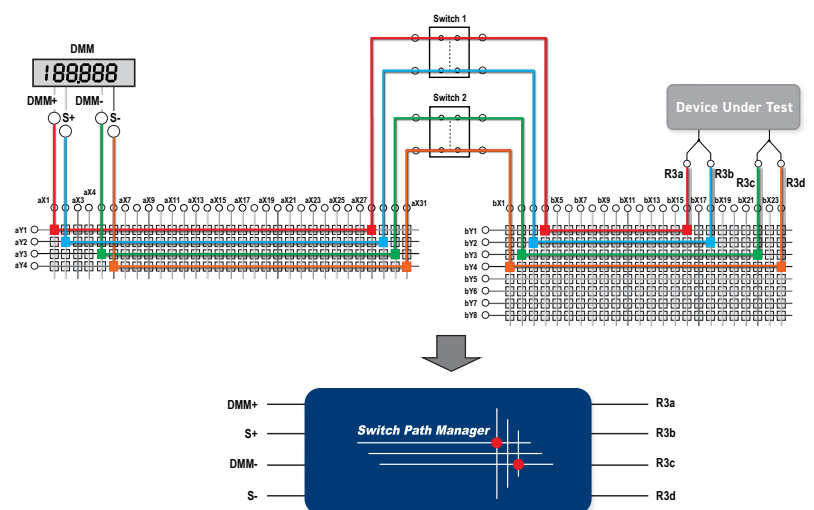 Switch 1
DMM
188.888
DMM+ DMM-
S+ S-
Switch 2
Device Under Test
R3a R3b R3c R3d
aX1 aX3 aX4 aX7 aX9 aX11 aX13 aX15 aX17 aX19 aX21 aX23 aX25 aX27 aX31
bX1 bX5 bX7 bX9 bX11 bX13 bX15 bX17 bX19 bX21 bX23
aY1
aY2
aY3
aY4
bY1
bY2
bY3
bY4
bY5
bY6
bY7
bY8
DMM+ R3a
S+ Switch Path Manager R3b
DMM- R3c
S- R3d